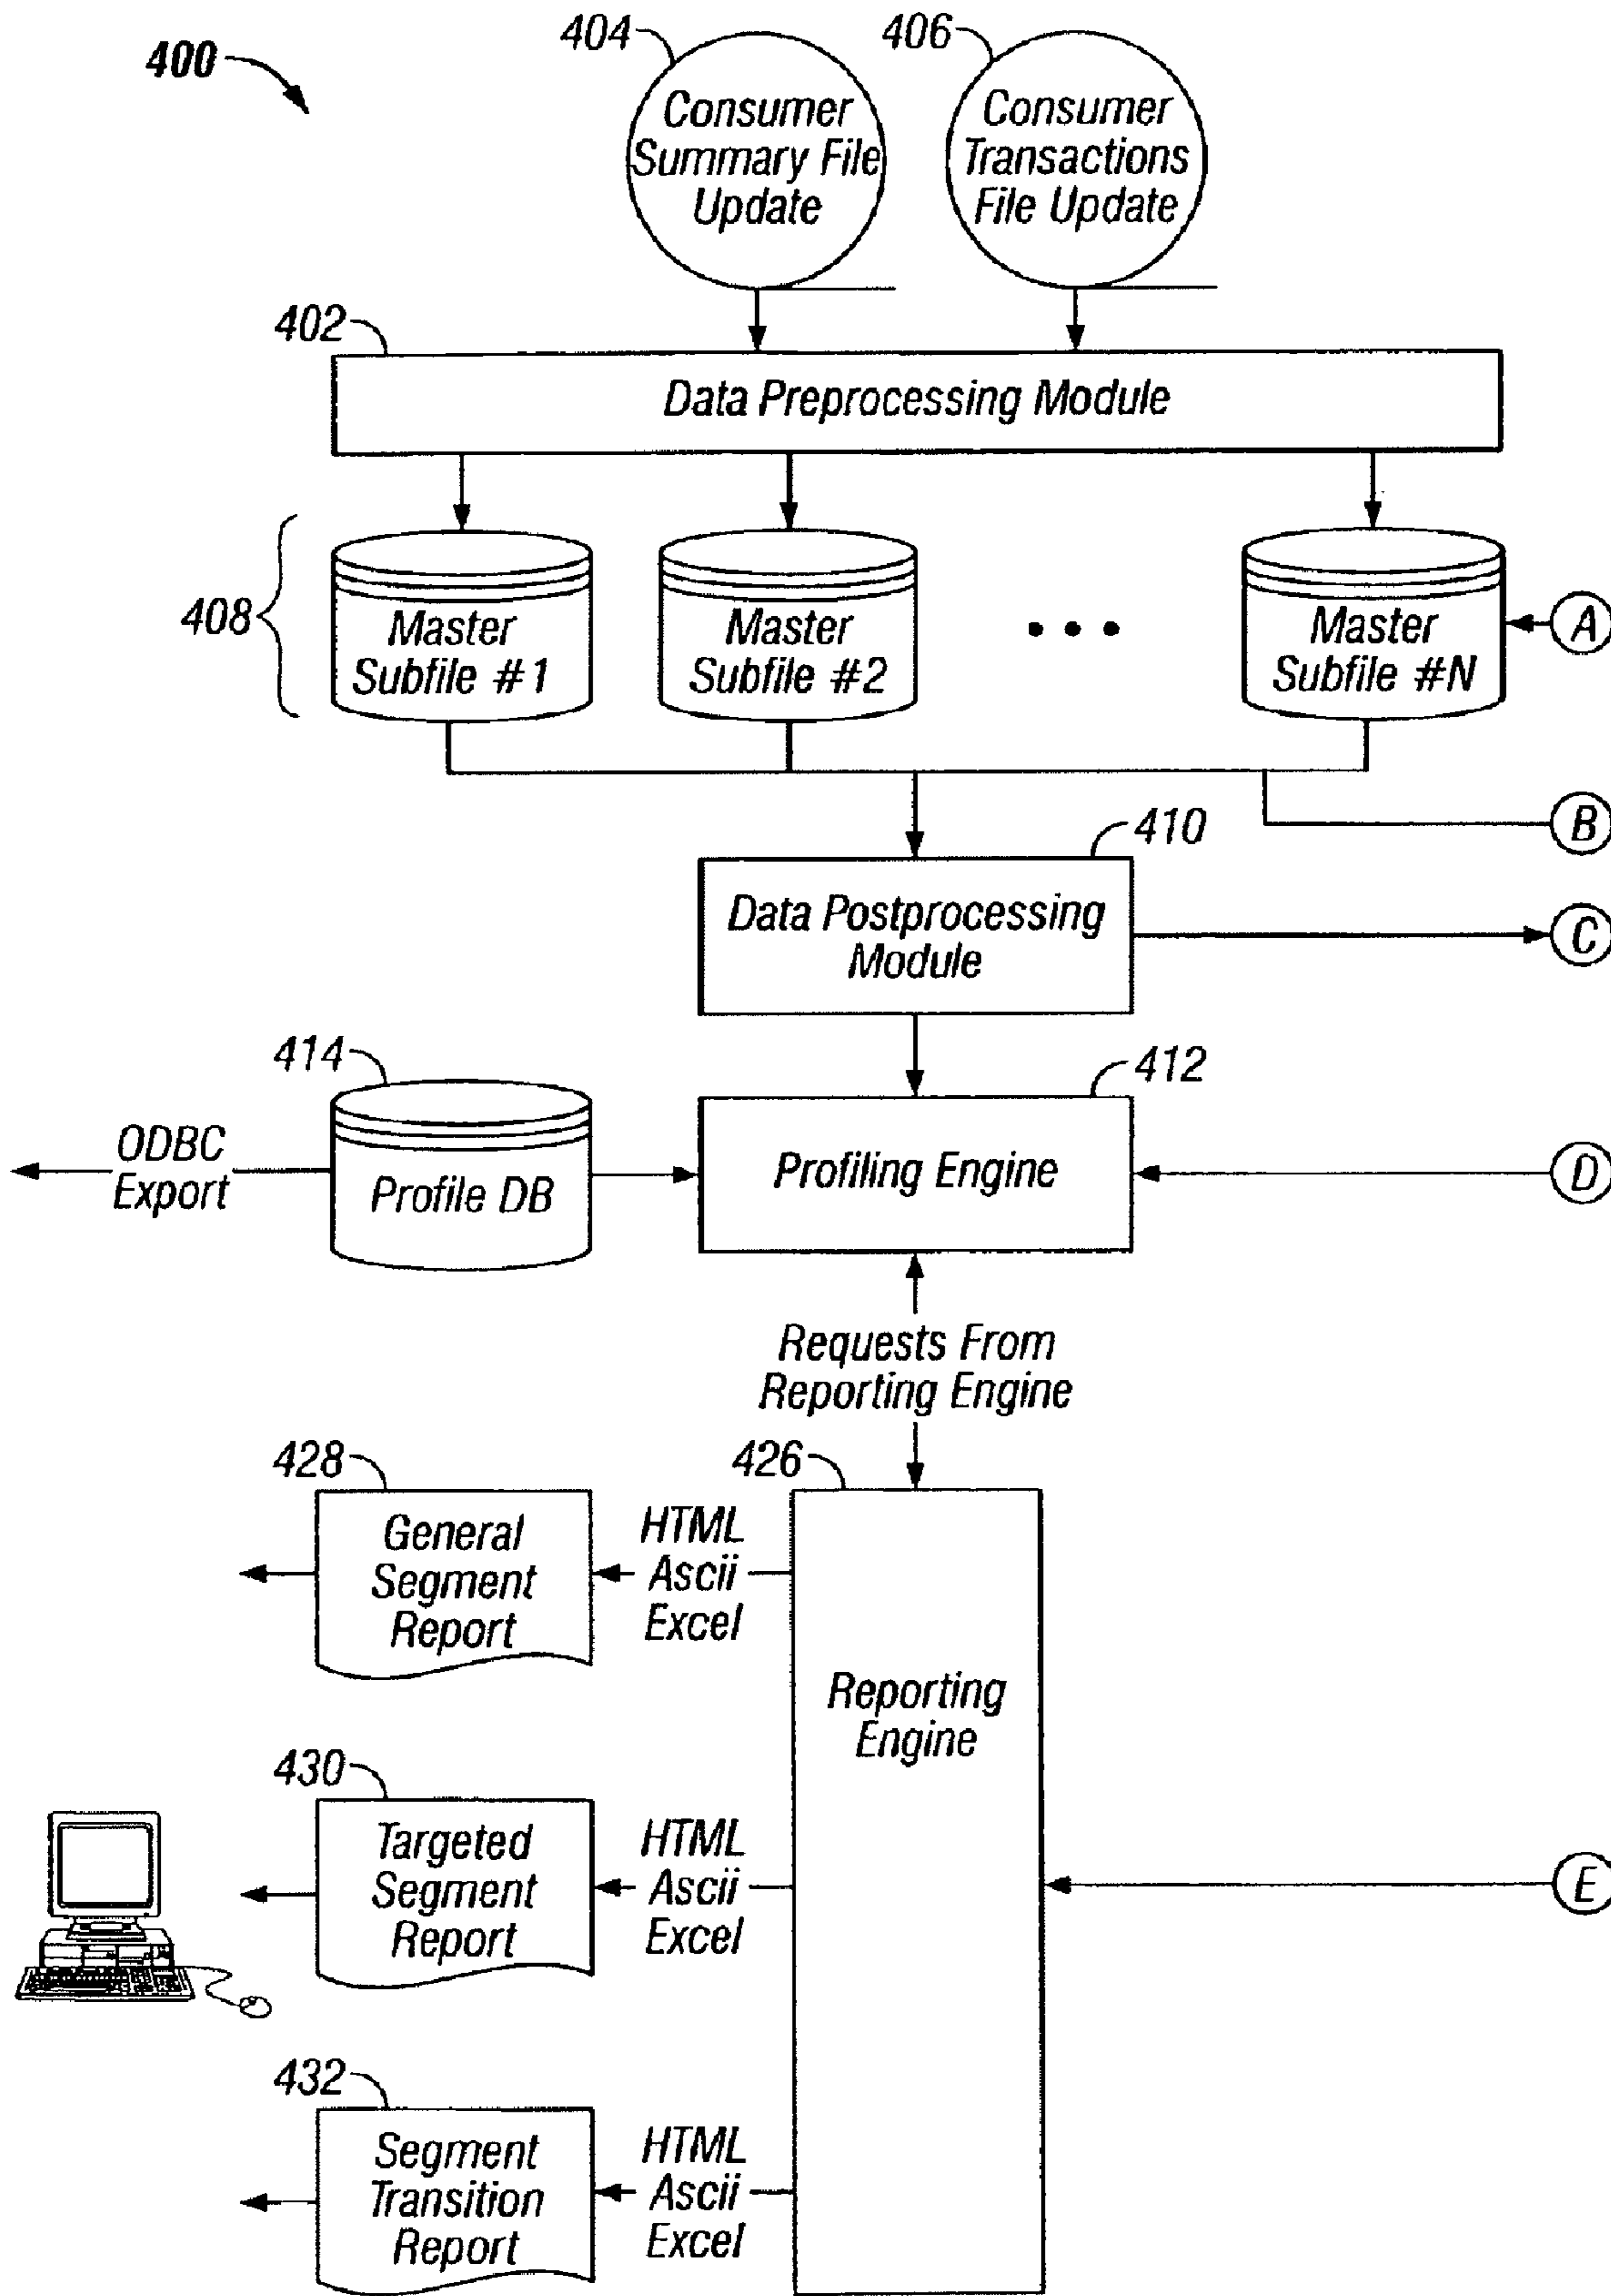 400
404
406
Consumer
Summary File
Update
Consumer
Transactions
File Update
402
Data Preprocessing Module
408
Master
Subfile #1
Master
Subfile #2
• • •
Master
Subfile #N
A
B
410
Data Postprocessing
Module
C
414
412
ODBC
Export
Profile DB
Profiling Engine
D
Requests From
Reporting Engine
428
426
General
Segment
Report
HTML
Ascii
Excel
Reporting
Engine
430
Targeted
Segment
Report
HTML
Ascii
Excel
E
432
Segment
Transition
Report
HTML
Ascii
Excel